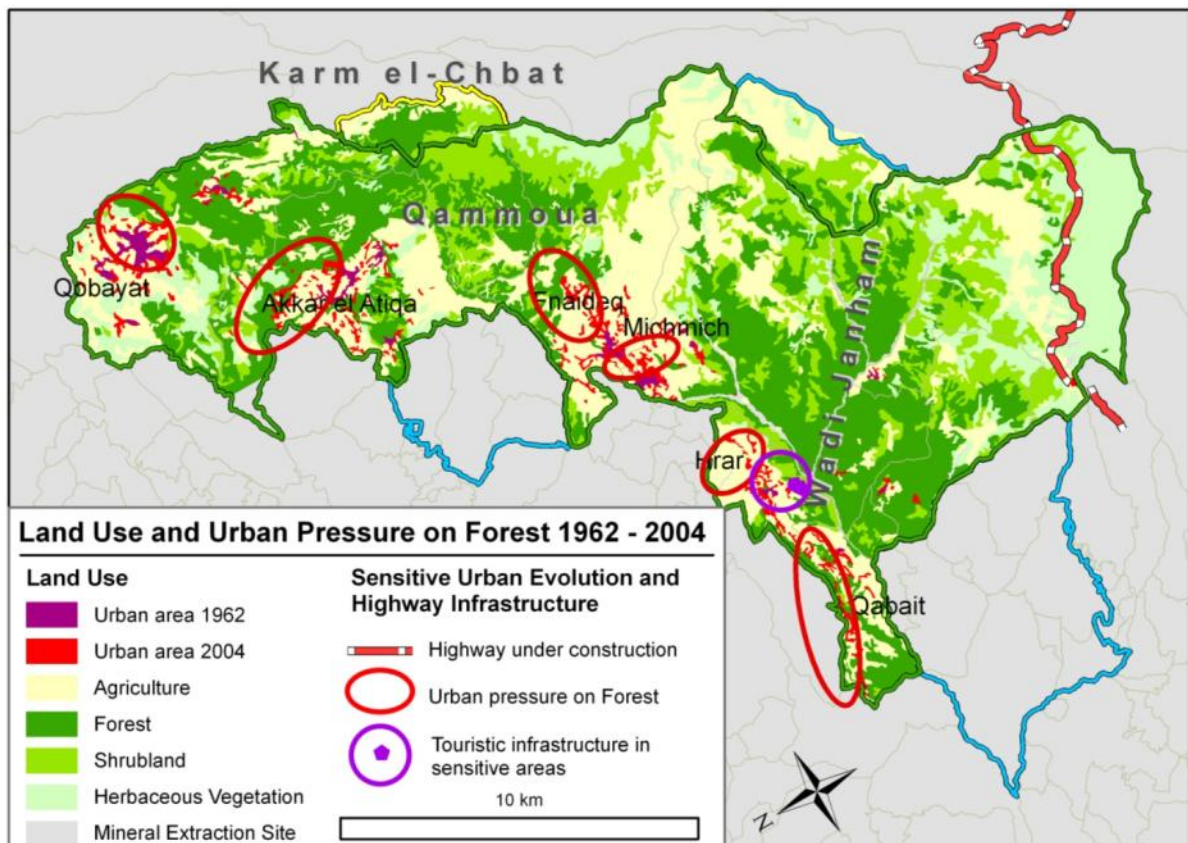 Karm el-Chbat
Qammoua
Qobayat
Akkar el Atiqa
Fnaideq
Michmich
Wadi Janham
Hrar
Qabait
Land Use and Urban Pressure on Forest 1962 - 2004
Land Use
Urban area 1962
Urban area 2004
Agriculture
Forest
Shrubland
Herbaceous Vegetation
Mineral Extraction Site
Sensitive Urban Evolution and
Highway Infrastructure
Highway under construction
Urban pressure on Forest
Touristic infrastructure in
sensitive areas
10 km
N